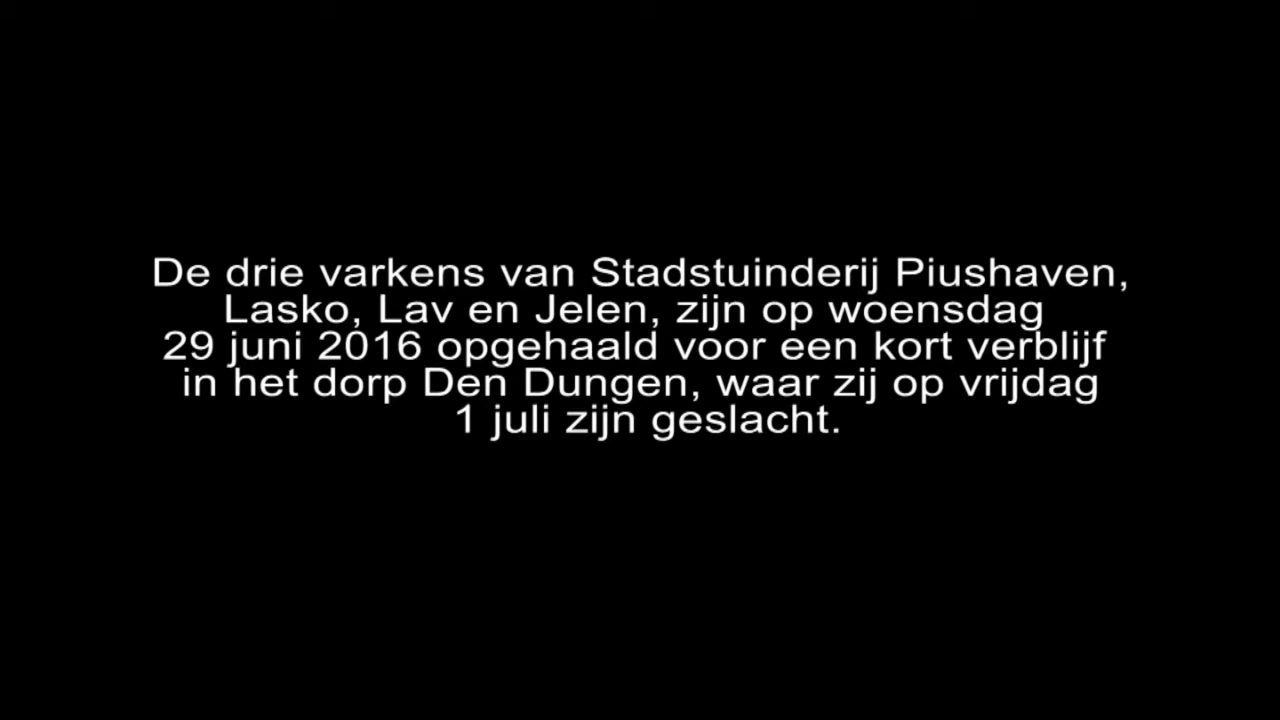 De drie varkens van Stadstuinderij Piushaven,
Lasko, Lav en Jelen, zijn op woensdag
29 juni 2016 opgehaald voor een kort verblijf
in het dorp Den Dungen, waar zij op vrijdag
1 juli zijn geslacht.